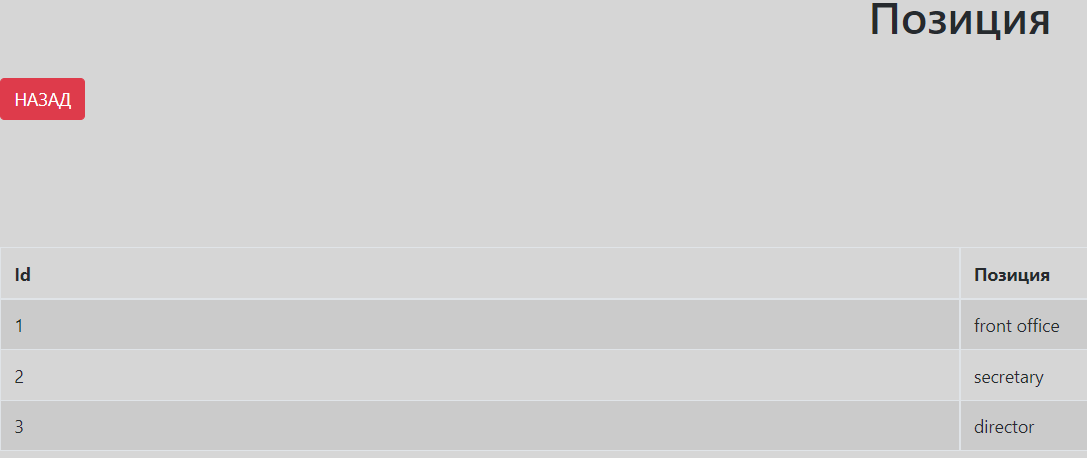 Позиция
НАЗАД
Id Позиция
1 front office
2 secretary
3 director